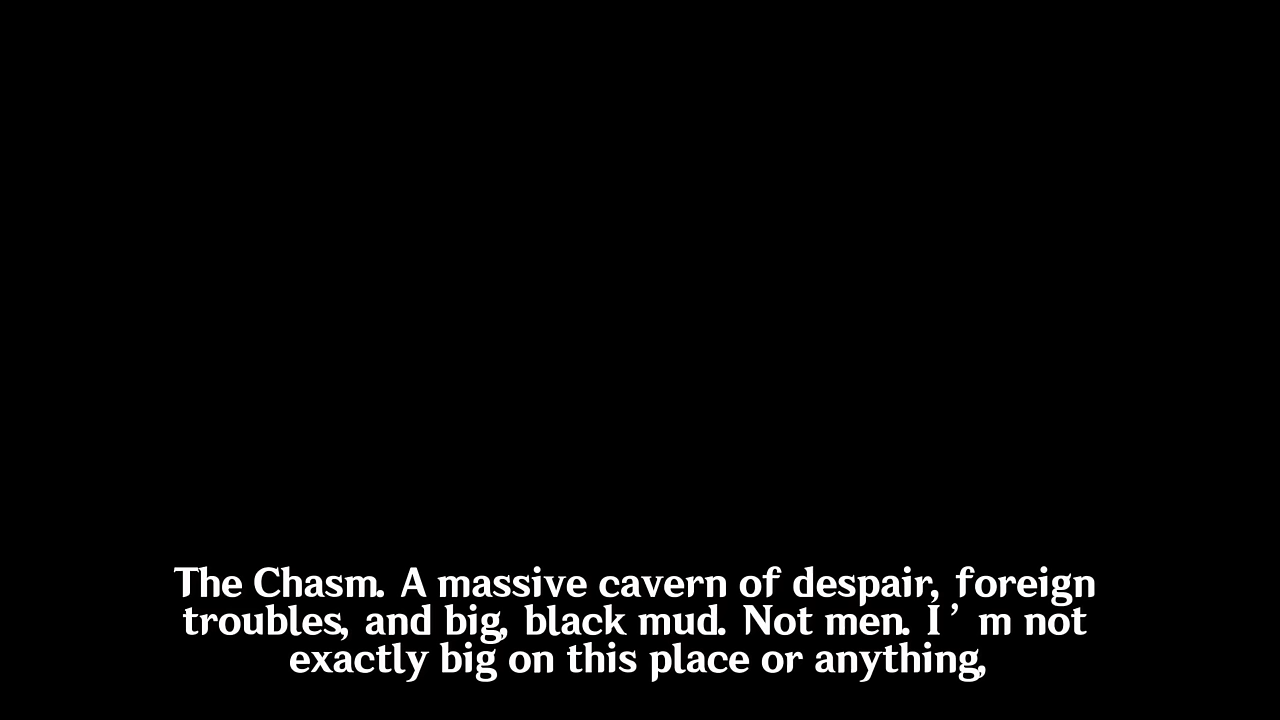 The Chasm. A massive cavern of despair, foreign
troubles, and big, black mud. Not men. I’m not
exactly big on this place or anything,